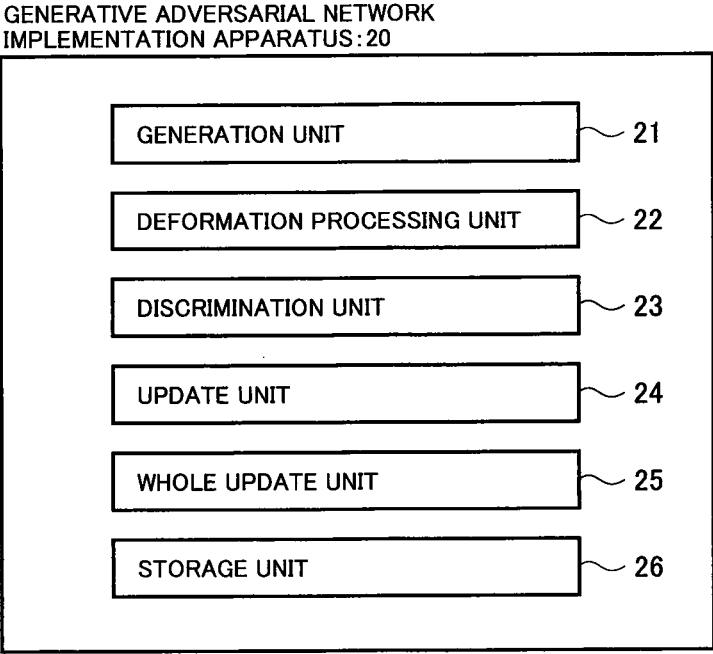 GENERATIVE ADVERSARIAL NETWORK
IMPLEMENTATION APPARATUS:20
GENERATION UNIT 21
DEFORMATION PROCESSING UNIT 22
DISCRIMINATION UNIT 23
UPDATE UNIT 24
WHOLE UPDATE UNIT 25
STORAGE UNIT 26